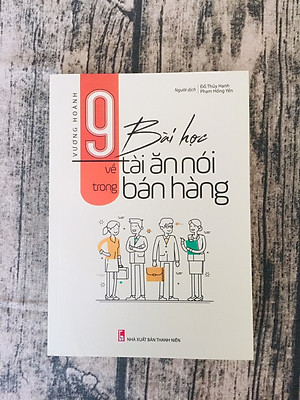 VƯƠNG HOÀNH
Người dịch
Đỗ Thúy Hạnh
Phạm Hồng Yến
9 Bài học
về tài ăn nói
trong bán hàng
NHÀ XUẤT BẢN THANH NIÊN